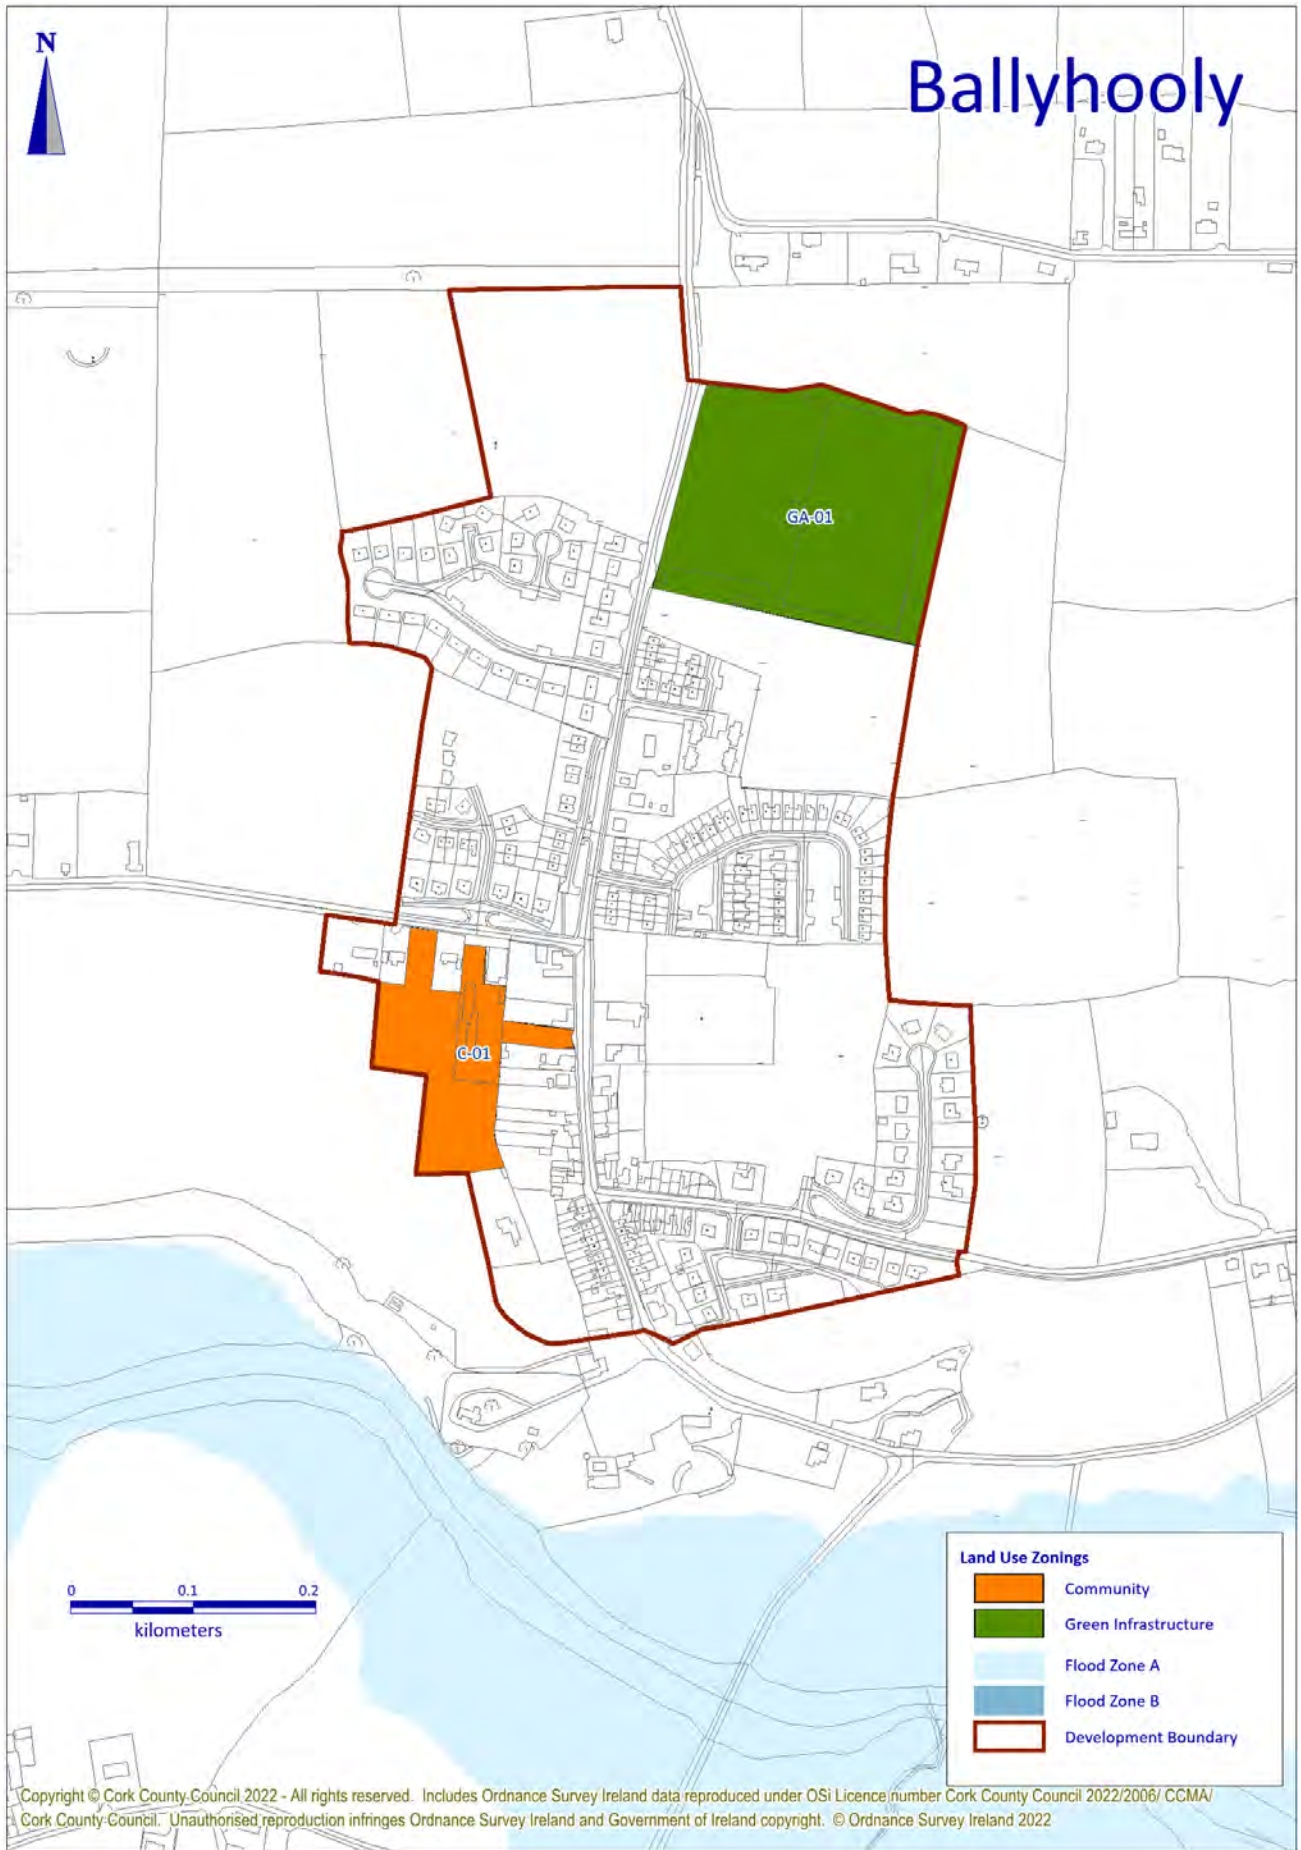 N
Ballyhooly
GA-01
C-01
0 0.1 0.2
kilometers
Land Use Zonings
Community
Green Infrastructure
Flood Zone A
Flood Zone B
Development Boundary
Copyright © Cork County Council 2022 - All rights reserved. Includes Ordnance Survey Ireland data reproduced under OSi Licence number Cork County Council 2022/2006/ CCMA/
Cork County Council. Unauthorised reproduction infringes Ordnance Survey Ireland and Government of Ireland copyright. © Ordnance Survey Ireland 2022